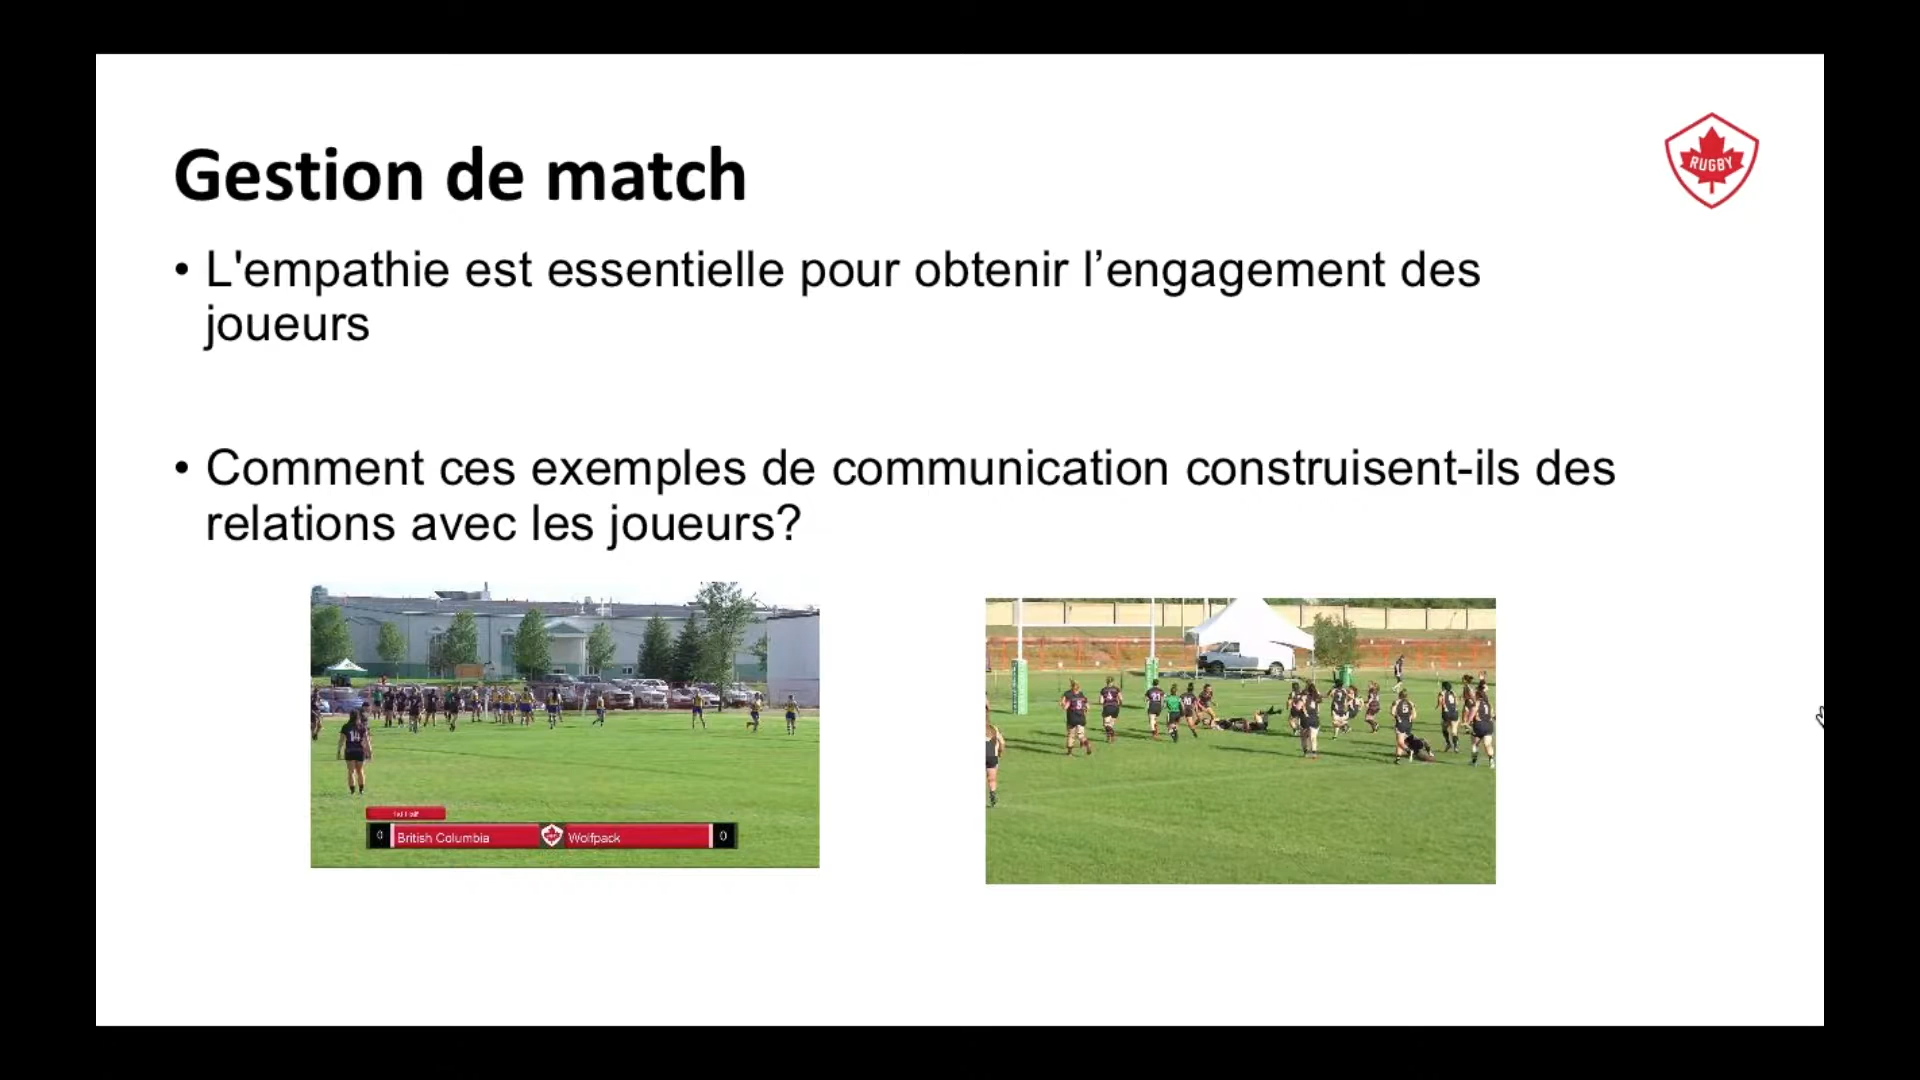 Gestion de match
RUGBY
• L'empathie est essentielle pour obtenir l’engagement des
joueurs
• Comment ces exemples de communication construisent-ils des
relations avec les joueurs?
14
0 British Columbia Wolfpack 0